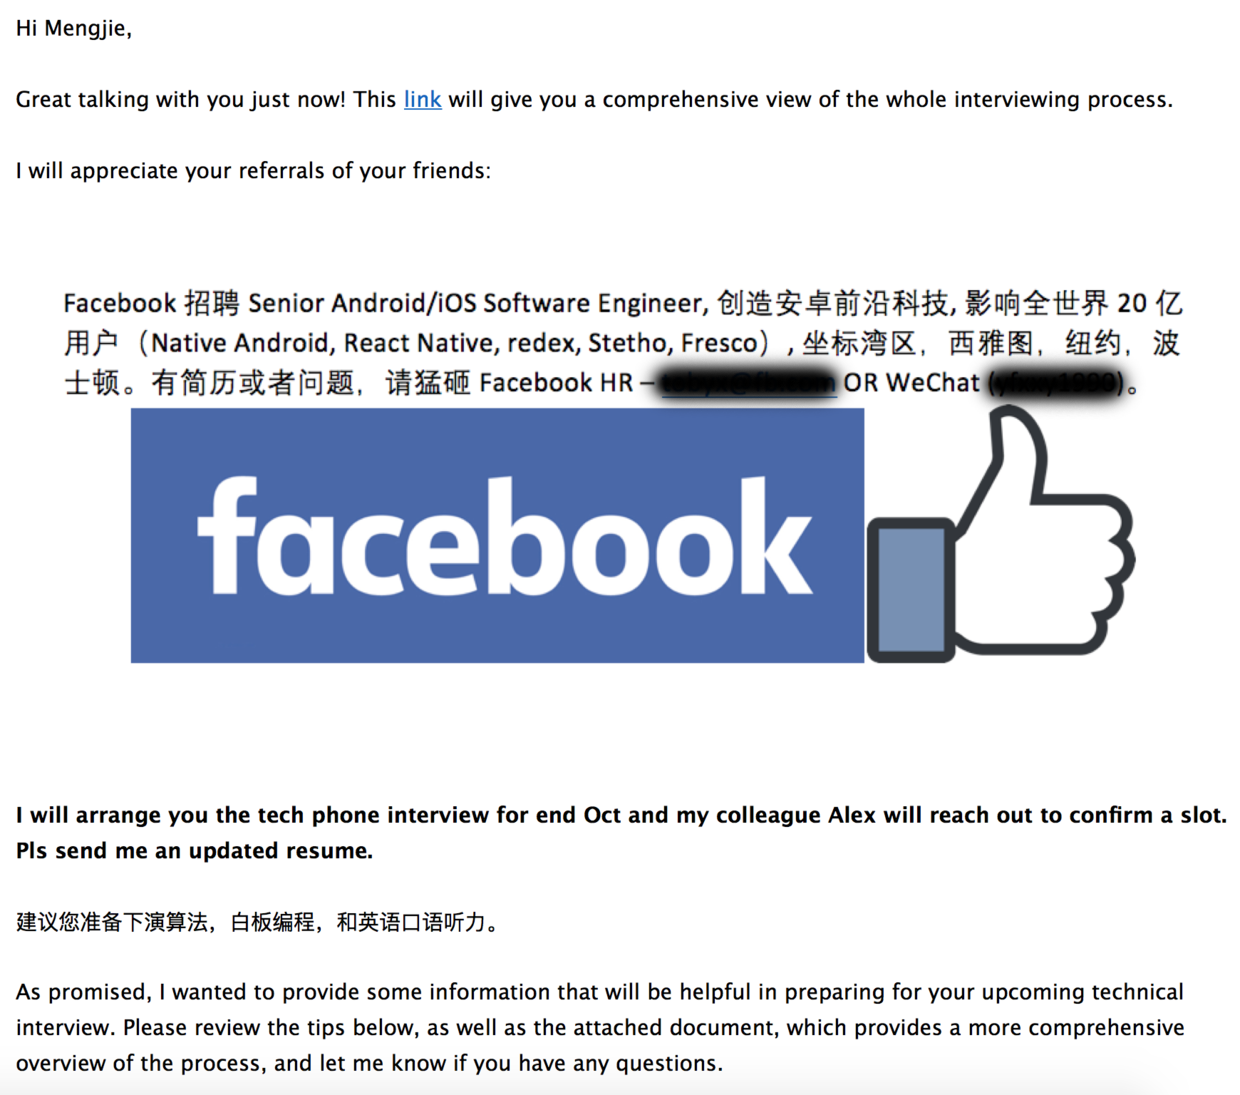 Hi Mengjie,
Great talking with you just now! This link will give you a comprehensive view of the whole interviewing process.
I will appreciate your referrals of your friends:
Facebook 招聘 Senior Android/iOS Software Engineer, 创造安卓前沿科技, 影响全世界 20 亿
用户（Native Android, React Native, redex, Stetho, Fresco）, 坐标湾区， 西雅图， 纽约， 波
士顿。有简历或者问题， 请猛砸 Facebook HR – OR WeChat ()。
facebook
I will arrange you the tech phone interview for end Oct and my colleague Alex will reach out to confirm a slot.
Pls send me an updated resume.
建议您准备下演算法，白板编程，和英语口语听力。
As promised, I wanted to provide some information that will be helpful in preparing for your upcoming technical
interview. Please review the tips below, as well as the attached document, which provides a more comprehensive
overview of the process, and let me know if you have any questions.